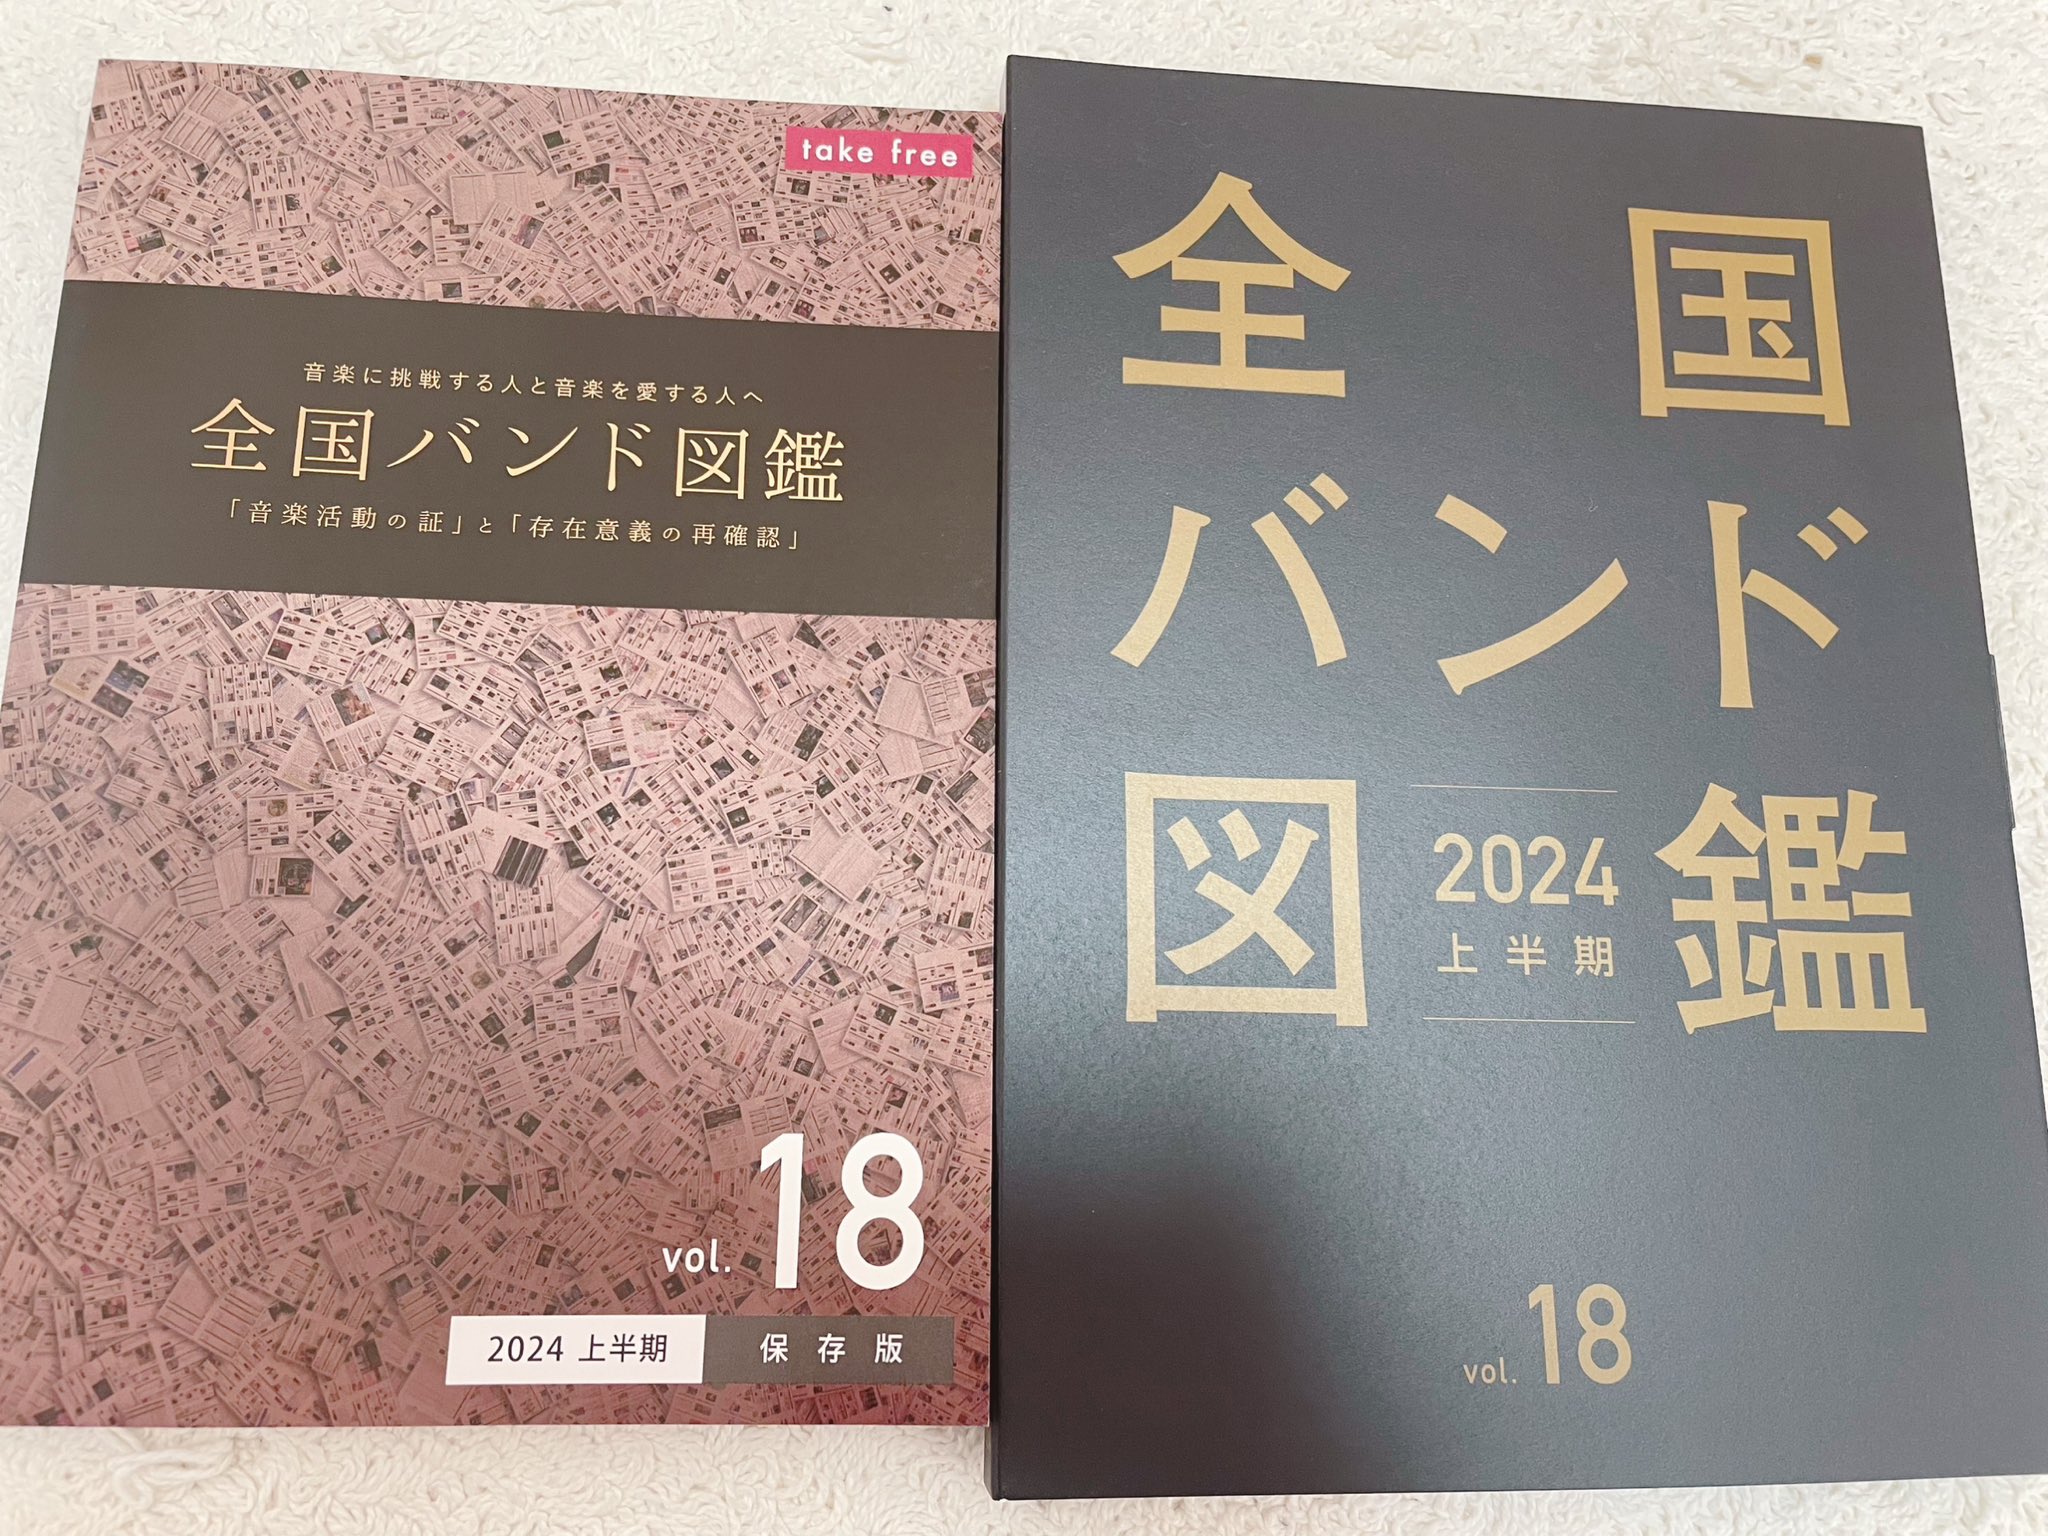 take free
音楽に挑戦する人と音楽を愛する人へ
全国バンド図鑑
「音楽活動の証」と「存在意義の再確認」
vol. 18
2024 上半期
保存版
全国
バンド
図鑑
2024
上半期
vol. 18